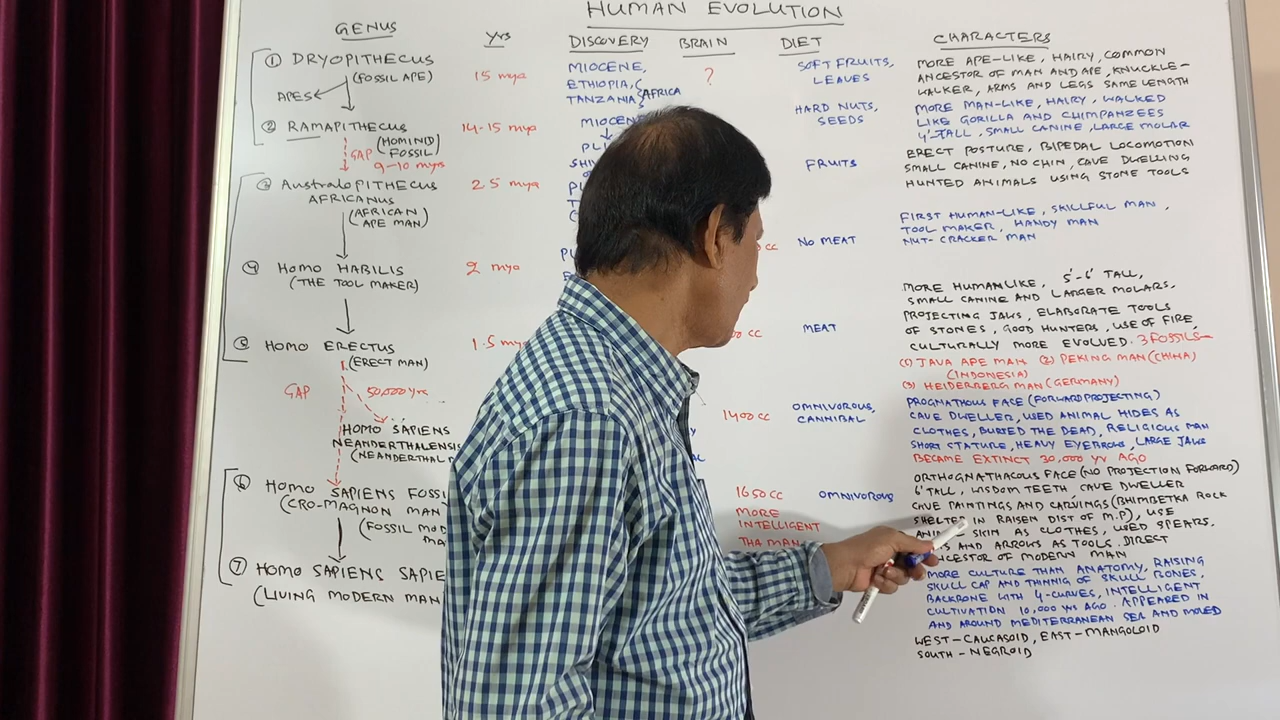 HUMAN EVOLUTION
GENUS
yrs
DISCOVERY
BRAIN
DIET
CHARACTERS
① DRYOPITHECUS
(FOSSIL APE)
APES
15 mya
MIOCENE,
ETHIOPIA,
TANZANIA
AFRICA
?
SOFT FRUITS,
LEAVES
MORE APE-LIKE, HAIRY, COMMON
ANCESTOR OF MAN AND APE, KNUCKLE-
WALKER, ARMS AND LEGS SAME LENGTH
② RAMAPITHECUS
(HOMINID
FOSSIL)
GAP
9-10 myrs
14-15 mya
MIOCENE
HARD NUTS,
SEEDS
MORE MAN-LIKE, HAIRY, WALKED
LIKE GORILLA AND CHIMPANZEES
4' TALL, SMALL CANINE, LARGE MOLAR
③ AustraloPITHECUS
AFRICANUS
(AFRICAN
APE MAN)
2.5 mya
FRUITS
ERECT POSTURE, BIPEDAL LOCOMOTION
SMALL CANINE, NO CHIN, CAVE DWELLING
HUNTED ANIMALS USING STONE TOOLS
④ HOMO HABILIS
(THE TOOL MAKER)
2 mya
cc
NO MEAT
FIRST HUMAN-LIKE, SKILLFUL MAN,
TOOL MAKER, HANDY MAN
NUT-CRACKER MAN
⑤ HOMO ERECTUS
(ERECT MAN)
GAP
50,000 yrs
1.5 mya
cc
MEAT
MORE HUMANLIKE, 5'-6' TALL,
SMALL CANINE AND LARGER MOLARS,
PROJECTING JAWS, ELABORATE TOOLS
OF STONES, GOOD HUNTERS, USE OF FIRE,
CULTURALLY MORE EVOLVED. 3 FOSSILS-
(1) JAVA APE MAN (2) PEKING MAN (CHINA)
(INDONESIA)
(3) HEIDERBERG MAN (GERMANY)
HOMO SAPIENS
NEANDERTHALENSIS
(NEANDERTHAL
1400 cc
OMNIVOROUS,
CANNIBAL
PROGNATHOUS FACE (FORWARD PROJECTING)
CAVE DWELLER, USED ANIMAL HIDES AS
CLOTHES, BURIED THE DEAD, RELIGIOUS MAN
SHORT STATURE, HEAVY EYEBROWS, LARGE JAWS
BECAME EXTINCT 30,000 yr AGO
⑥ HOMO SAPIENS FOSSI
(CRO-MAGNON MAN
(FOSSIL MOD
1650 cc
MORE
INTELLIGENT
THA MAN
OMNIVOROUS
ORTHOGNATHACOUS FACE (NO PROJECTION FORWARD)
6' TALL, WISDOM TEETH, CAVE DWELLER
CAVE PAINTINGS AND CARVINGS (BHIMBETKA ROCK
SHELTER IN RAISEN DIST OF M.P), USE
SKIN AS CLOTHES, USED SPEARS,
AND ARROWS AS TOOLS. DIRECT
ANCESTOR OF MODERN MAN
⑦ HOMO SAPIENS SAPIE
(LIVING MODERN MAN
MORE CULTURE THAN ANATOMY, RAISING
SKULL CAP AND THINNIG OF SKULL BONES,
BACKBONE WITH 4-CURVES, INTELLIGENT
CULTIVATION 10,000 yrs AGO. APPEARED IN
AND AROUND MEDITERRANEAN SEA AND MOVED
WEST-CAUCASOID, EAST-MANGOLOID
SOUTH-NEGROID